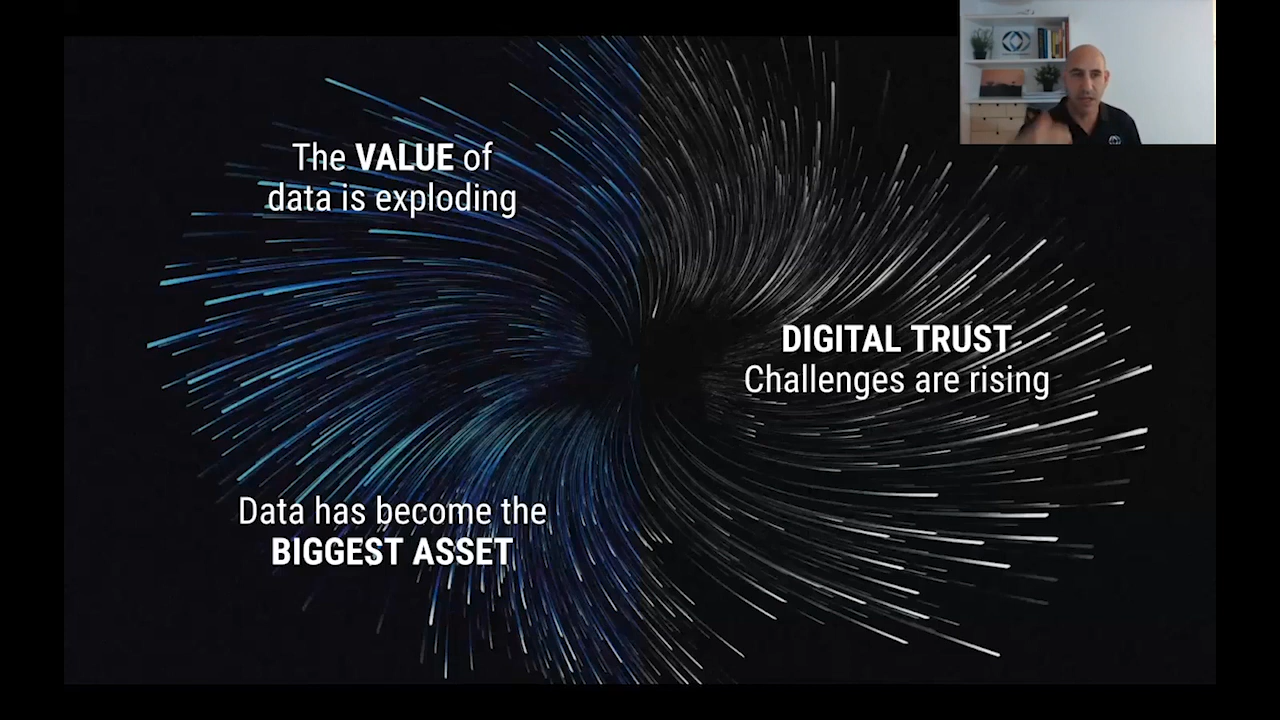 The VALUE of
data is exploding
DIGITAL TRUST
Challenges are rising
Data has become the
BIGGEST ASSET